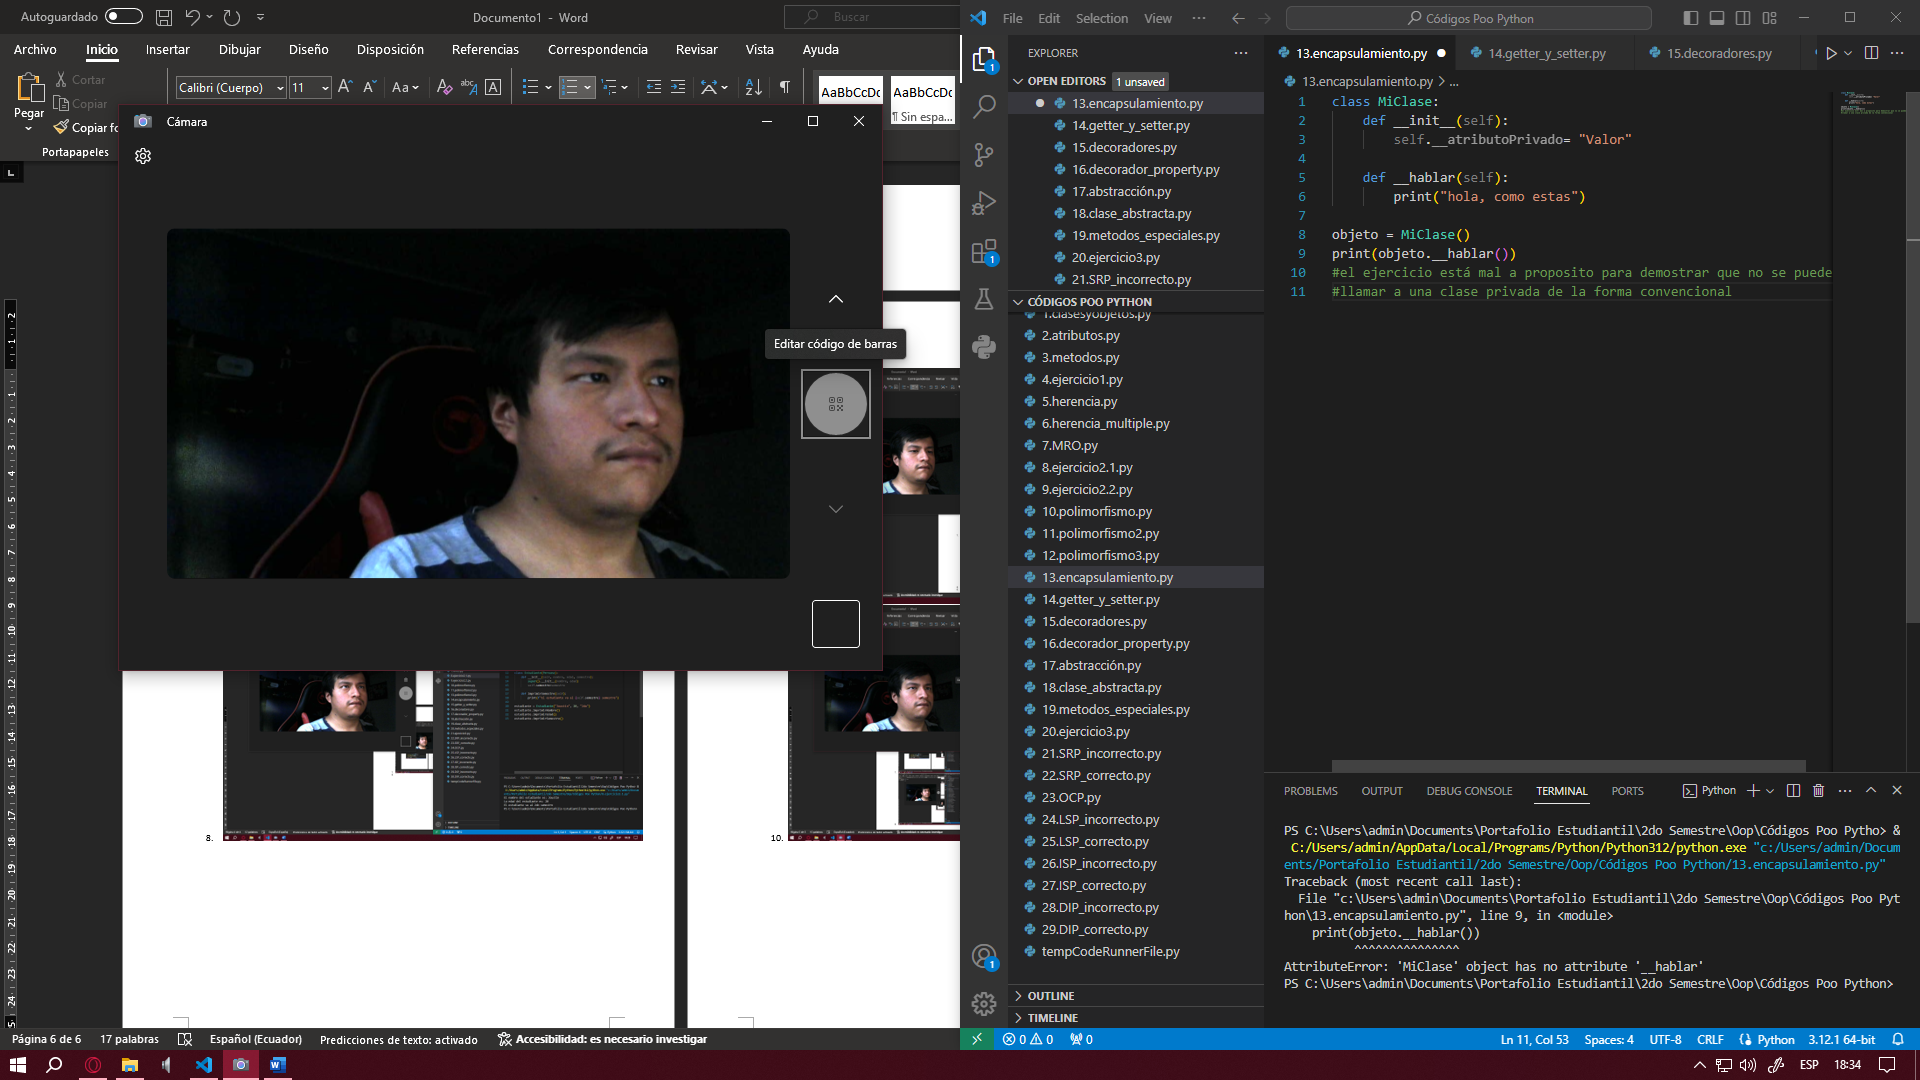 Autoguardado
Documento1 - Word
Buscar
Archivo Inicio Insertar Dibujar Diseño Disposición Referencias Correspondencia Revisar Vista Ayuda
Pegar
Cortar
Copiar
Copiar fo
Portapapeles
Calibri (Cuerpo) 11
AaBbCcDc AaBbCcDc
¶ Sin espa...
Cámara
Editar código de barras
8.
10.
Página 6 de 6 17 palabras Español (Ecuador) Predicciones de texto: activado Accesibilidad: es necesario investigar
File Edit Selection View ···
Códigos Poo Python
EXPLORER
OPEN EDITORS 1 unsaved
13.encapsulamiento.py
14.getter_y_setter.py
15.decoradores.py
16.decorador_property.py
17.abstracción.py
18.clase_abstracta.py
19.metodos_especiales.py
20.ejercicio3.py
21.SRP_incorrecto.py
CÓDIGOS POO PYTHON
1.clasesyobjetos.py
2.atributos.py
3.metodos.py
4.ejercicio1.py
5.herencia.py
6.herencia_multiple.py
7.MRO.py
8.ejercicio2.1.py
9.ejercicio2.2.py
10.polimorfismo.py
11.polimorfismo2.py
12.polimorfismo3.py
13.encapsulamiento.py
14.getter_y_setter.py
15.decoradores.py
16.decorador_property.py
17.abstracción.py
18.clase_abstracta.py
19.metodos_especiales.py
20.ejercicio3.py
21.SRP_incorrecto.py
22.SRP_correcto.py
23.OCP.py
24.LSP_incorrecto.py
25.LSP_correcto.py
26.ISP_incorrecto.py
27.ISP_correcto.py
28.DIP_incorrecto.py
29.DIP_correcto.py
tempCodeRunnerFile.py
OUTLINE
TIMELINE
13.encapsulamiento.py 14.getter_y_setter.py 15.decoradores.py
13.encapsulamiento.py > ...
1 class MiClase:
2 def __init__(self):
3 self.__atributoPrivado= "Valor"
4
5 def __hablar(self):
6 print("hola, como estas")
7
8 objeto = MiClase()
9 print(objeto.__hablar())
10 #el ejercicio está mal a proposito para demostrar que no se puede
11 #llamar a una clase privada de la forma convencional
PROBLEMS OUTPUT DEBUG CONSOLE TERMINAL PORTS Python
PS C:\Users\admin\Documents\Portafolio Estudiantil\2do Semestre\Oop\Códigos Poo Pytho> &
C:/Users/admin/AppData/Local/Programs/Python/Python312/python.exe "c:/Users/admin/Docum
ents/Portafolio Estudiantil/2do Semestre/Oop/Códigos Poo Python/13.encapsulamiento.py"
Traceback (most recent call last):
File "c:\Users\admin\Documents\Portafolio Estudiantil\2do Semestre\Oop\Códigos Poo Pyt
hon\13.encapsulamiento.py", line 9, in <module>
print(objeto.__hablar())
^^^^^^^^^^^^^^^
AttributeError: 'MiClase' object has no attribute '__hablar'
PS C:\Users\admin\Documents\Portafolio Estudiantil\2do Semestre\Oop\Códigos Poo Python>
0 0 0
Ln 11, Col 53 Spaces: 4 UTF-8 CRLF Python 3.12.1 64-bit
ESP 18:34